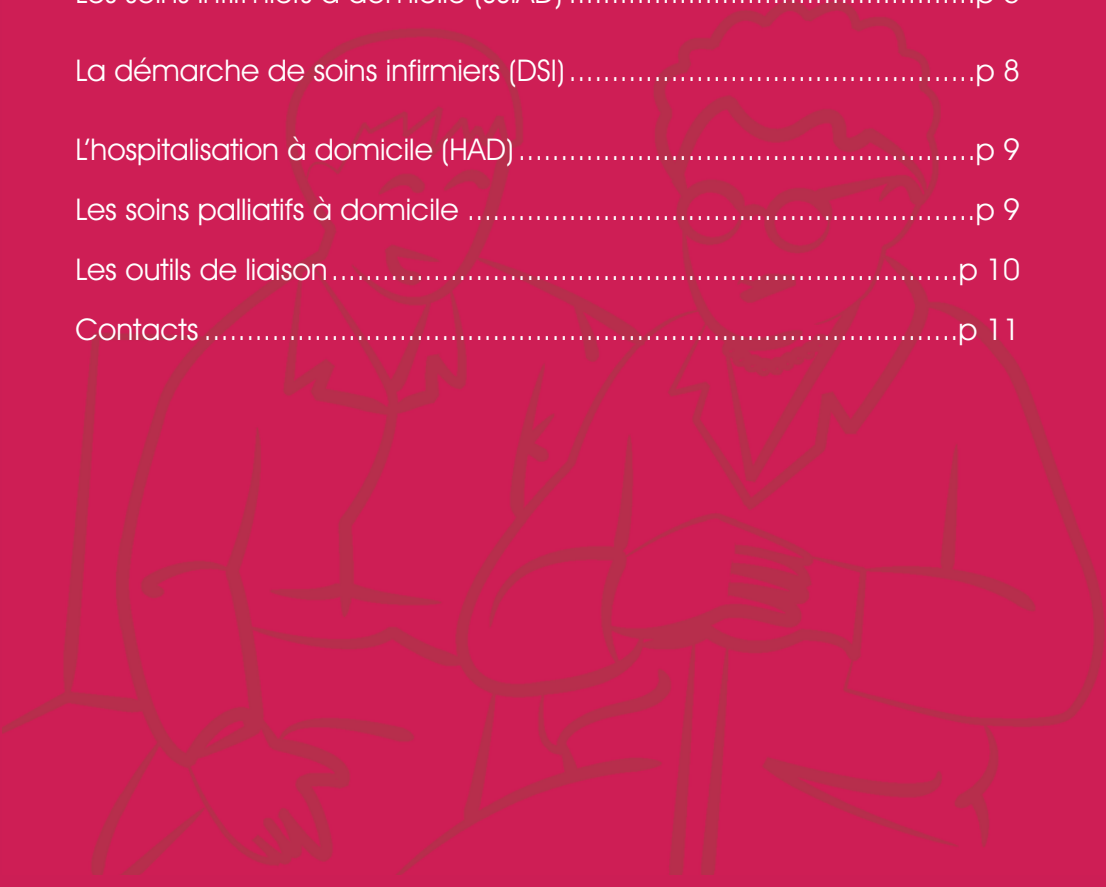 La démarche de soins infirmiers (DSI)..............................................p 8
L'hospitalisation à domicile (HAD)....................................................p 9
Les soins palliatifs à domicile ..........................................................p 9
Les outils de liaison.........................................................................p 10
Contacts .......................................................................................p 11